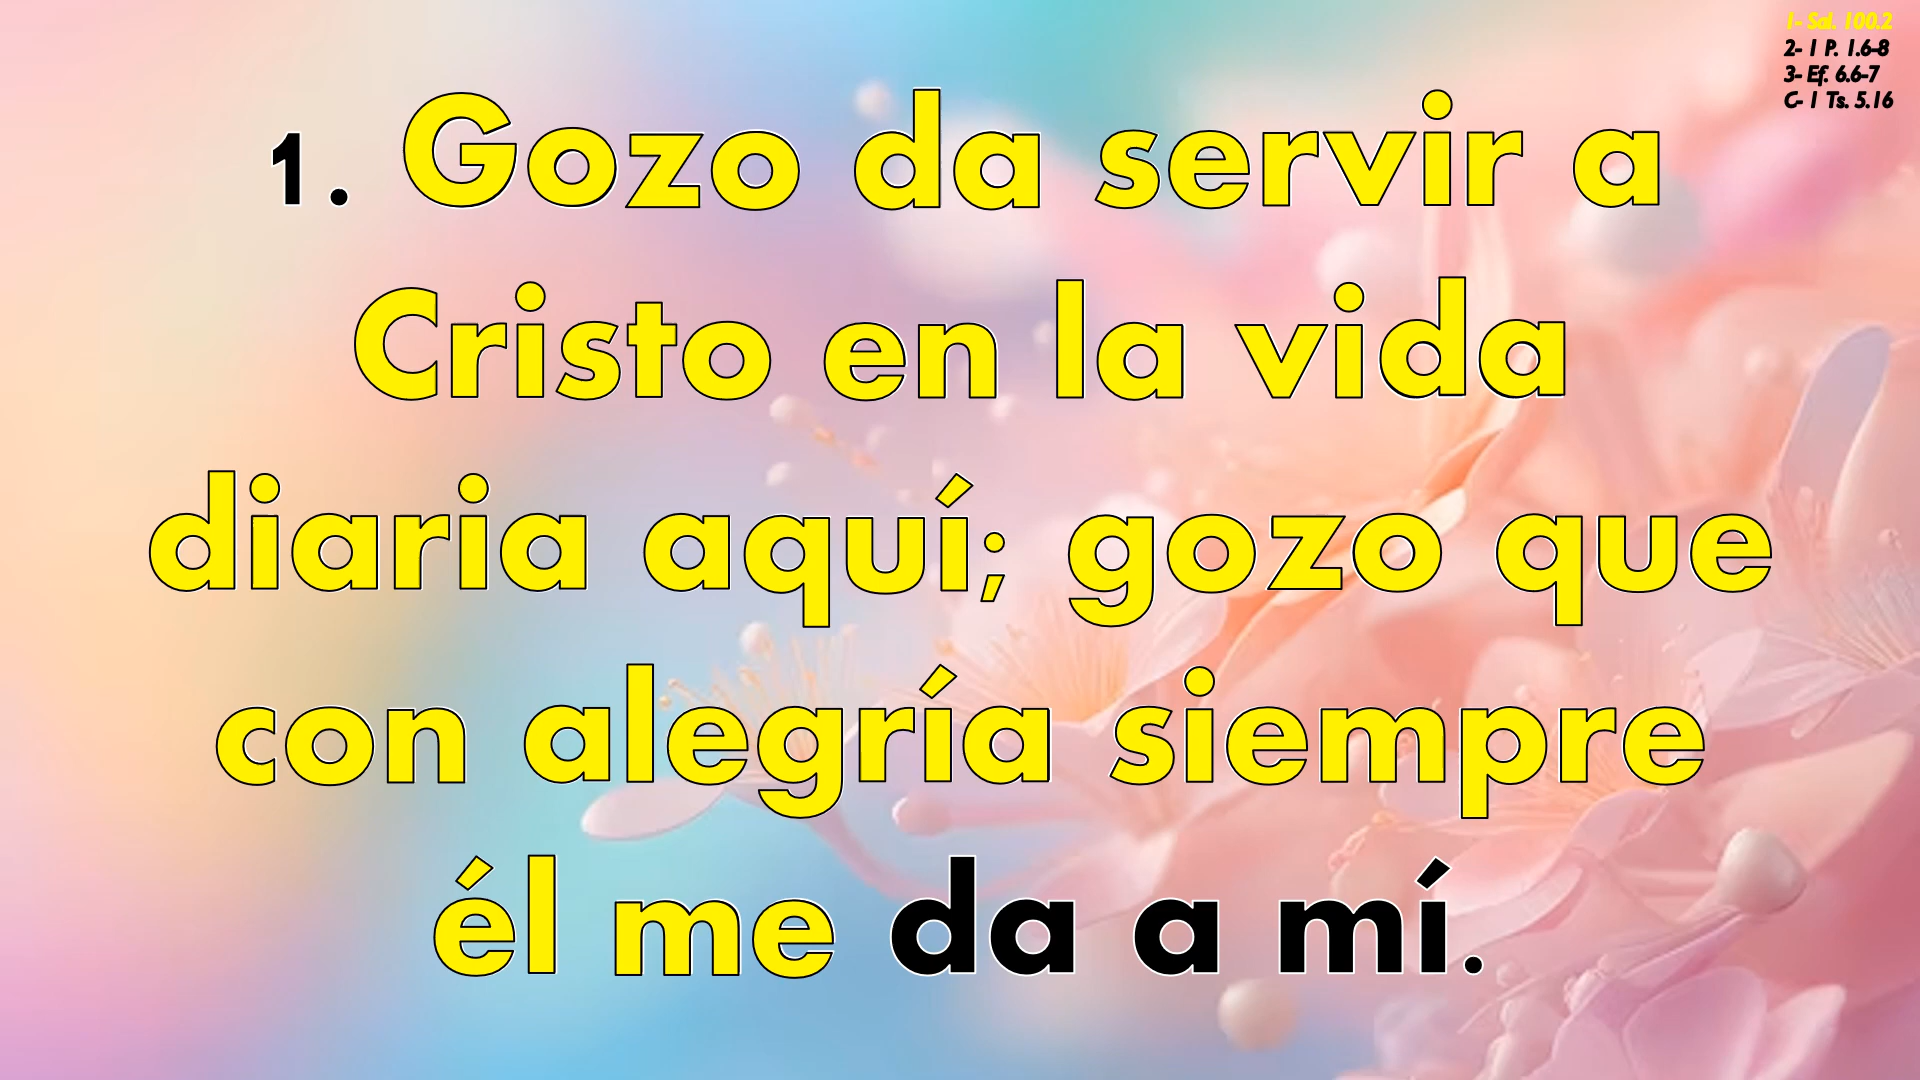 1- Sal. 100.2
2- 1 P. 1.6-8
3- Ef. 6.6-7
C- 1 Ts. 5.16
1. Gozo da servir a
Cristo en la vida
diaria aquí; gozo que
con alegría siempre
él me da a mí.